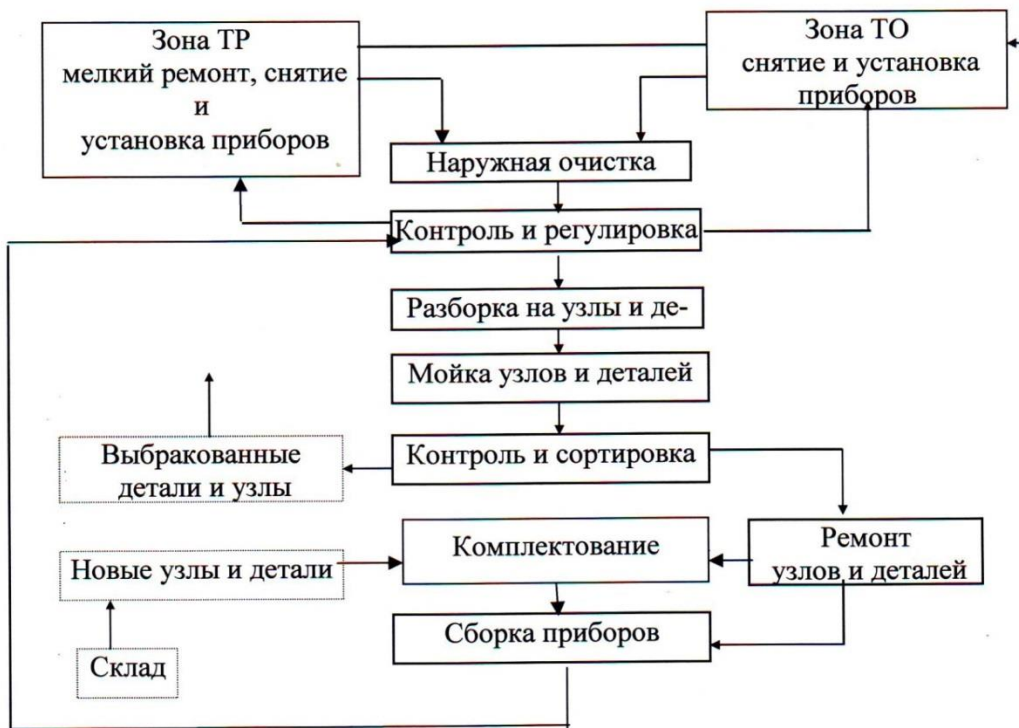 Зона ТР
мелкий ремонт, снятие
и
установка приборов
Зона ТО
снятие и установка
приборов
Наружная очистка
Контроль и регулировка
Разборка на узлы и де-
Мойка узлов и деталей
Контроль и сортировка
Выбракованные
детали и узлы
Комплектование
Ремонт
узлов и деталей
Новые узлы и детали
Сборка приборов
Склад